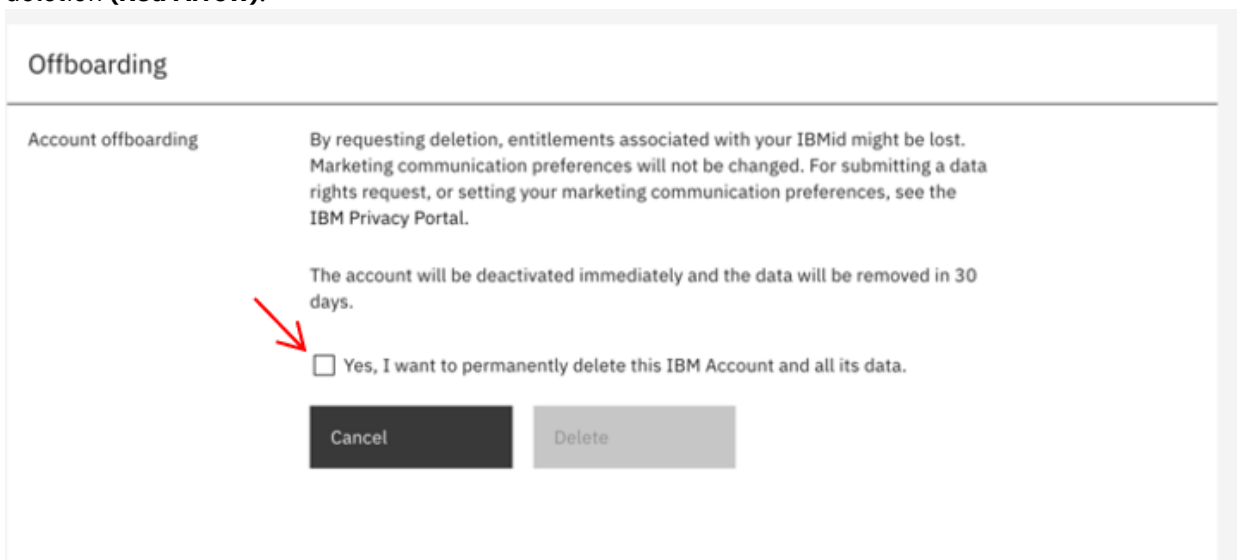 deletion (Red Arrow).
Offboarding
Account offboarding
By requesting deletion, entitlements associated with your IBMid might be lost.
Marketing communication preferences will not be changed. For submitting a data
rights request, or setting your marketing communication preferences, see the
IBM Privacy Portal.
The account will be deactivated immediately and the data will be removed in 30
days.
Yes, I want to permanently delete this IBM Account and all its data.
Cancel
Delete